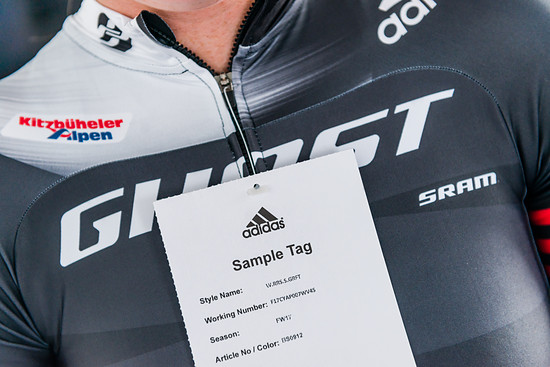 adidas
Kitzbüheler
Alpen
GHOST
SRAM
adidas
Sample Tag
Style Name:
Working Number:
Season: FW17
Article No / Color: